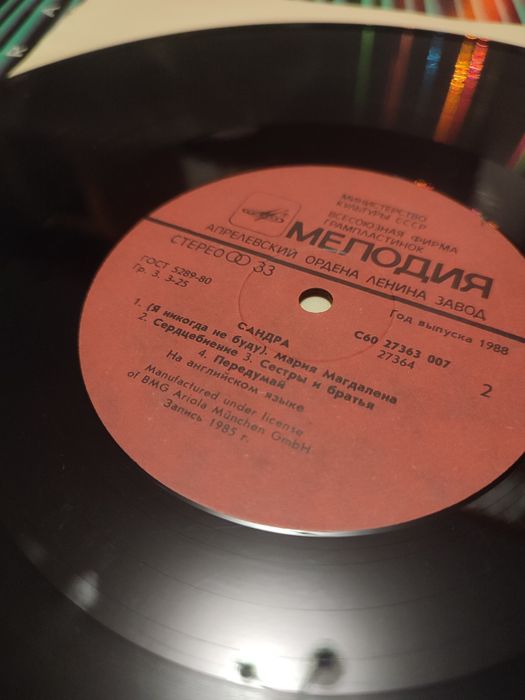 МИНИСТЕРСТВО
КУЛЬТУРЫ СССР
ВСЕСОЮЗНАЯ ФИРМА
ГРАМПЛАСТИНОК
МЕЛОДИЯ
АПРЕЛЕВСКИЙ ОРДЕНА ЛЕНИНА ЗАВОД
СТЕРЕО 33
Год выпуска 1988
ГОСТ 5289-80
Гр. 3. 3-25
С60 27363 007
27364
2
САНДРА
1. (Я никогда не буду). Мария Магдалена
2. Сердцебиение 3. Сестры и братья
4. Передумай
На английском языке
Manufactured under license
of BMG Ariola München GmbH
Запись 1985 г.